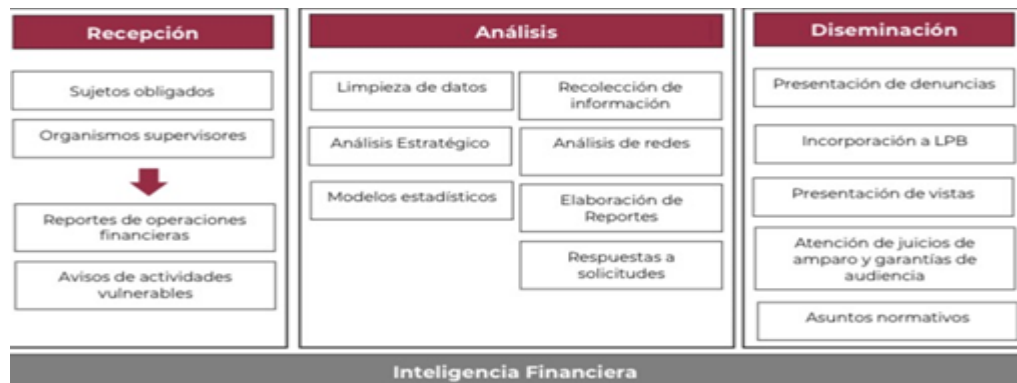 Recepción
Sujetos obligados
Organismos supervisores
Reportes de operaciones
financieras
Avisos de actividades
vulnerables
Análisis
Limpieza de datos
Análisis Estratégico
Modelos estadísticos
Recolección de
información
Análisis de redes
Elaboración de
Reportes
Respuestas a
solicitudes
Diseminación
Presentación de denuncias
Incorporación a LPB
Presentación de vistas
Atención de juicios de
amparo y garantías de
audiencia
Asuntos normativos
Inteligencia Financiera